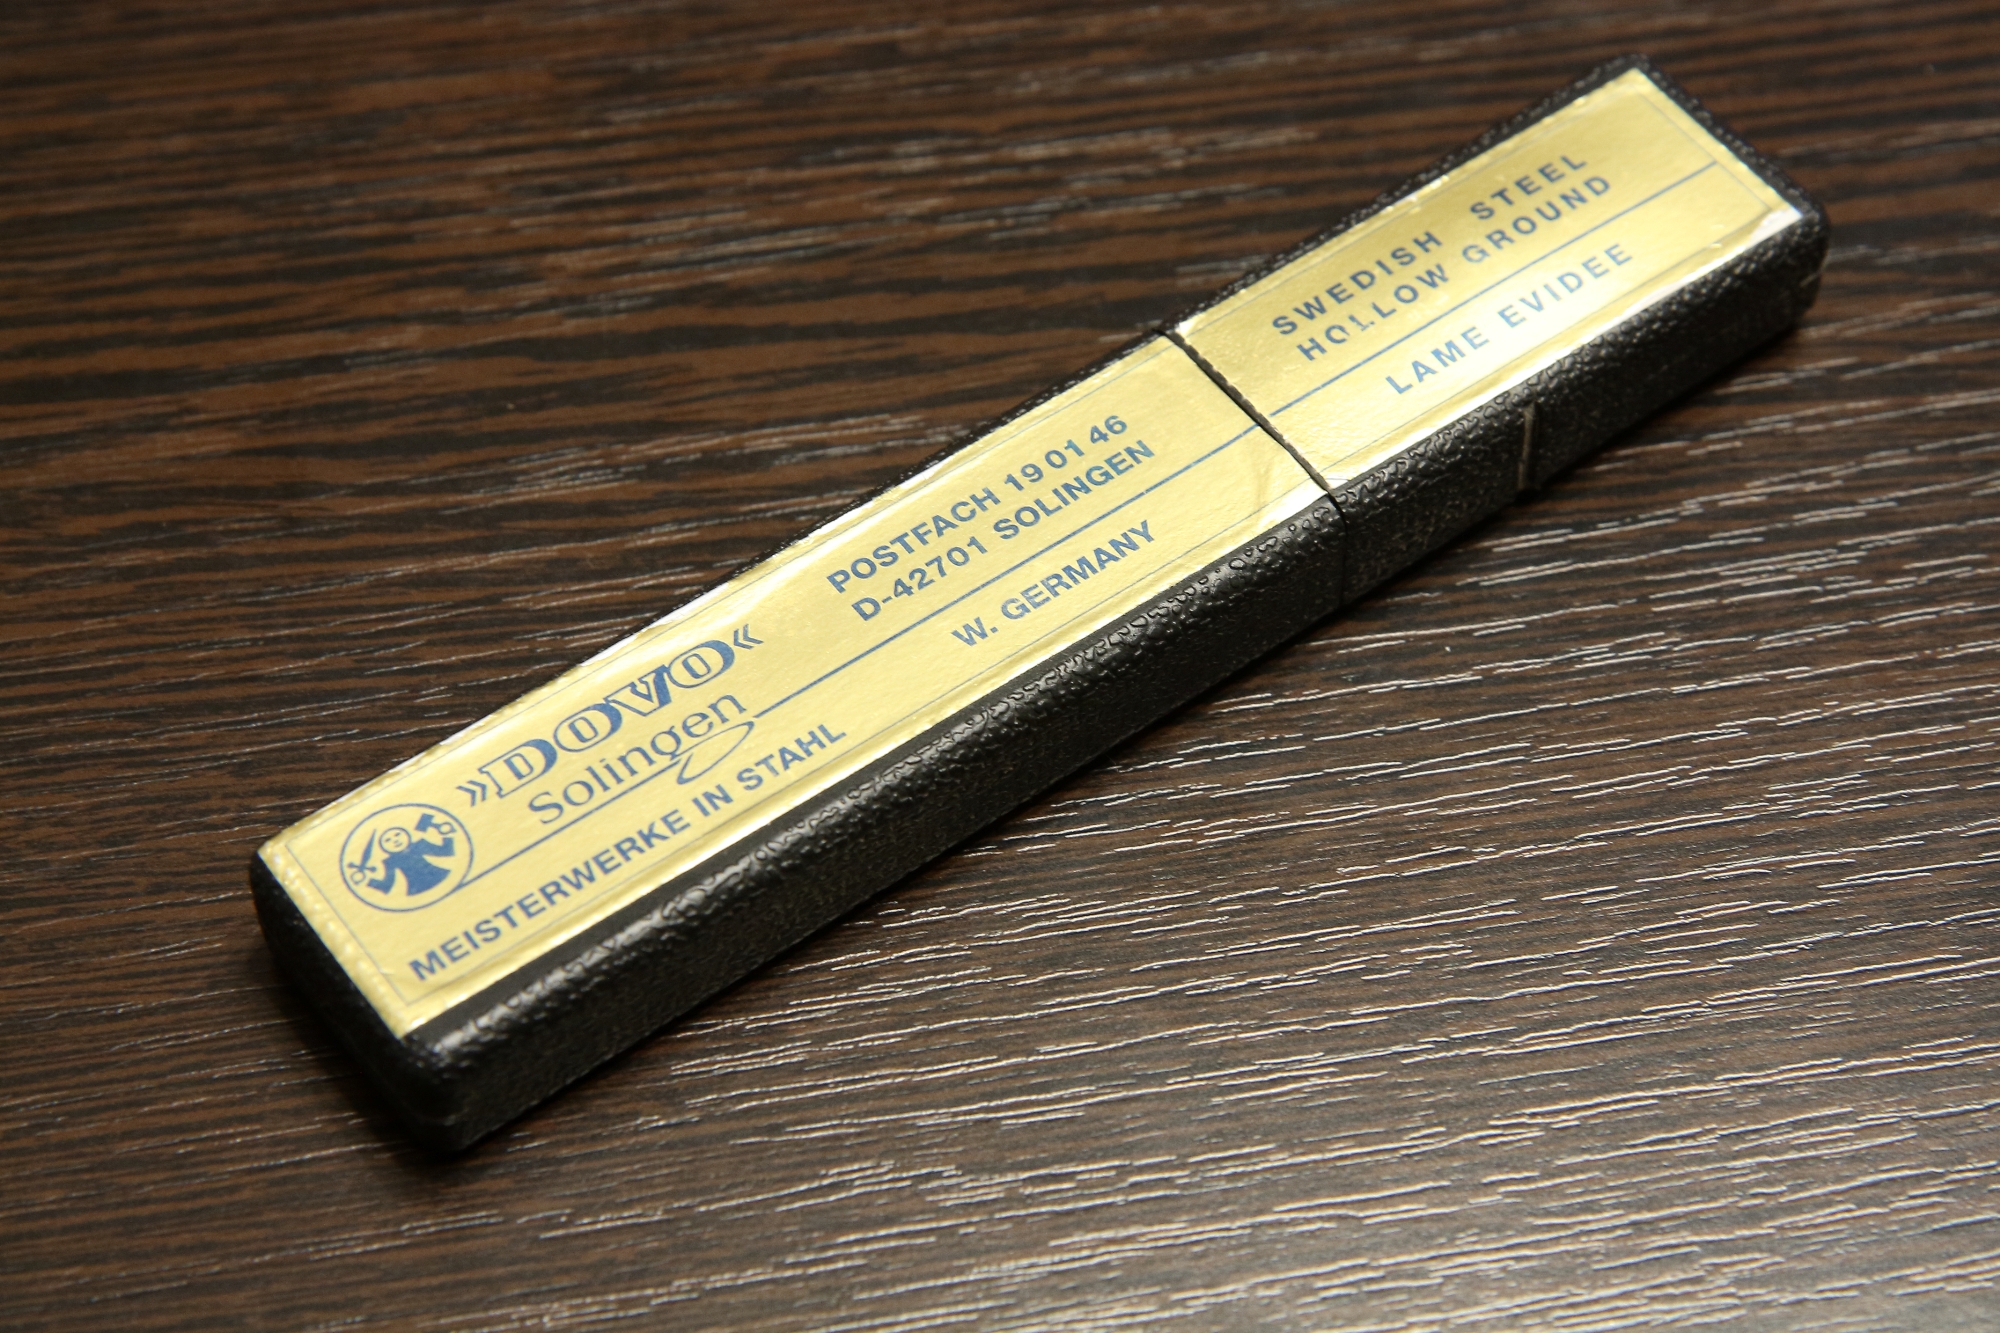 »DOVO«
Solingen
MEISTERWERKE IN STAHL
POSTFACH 19 01 46
D-42701 SOLINGEN
W. GERMANY
SWEDISH STEEL
HOLLOW GROUND
LAME EVIDEE